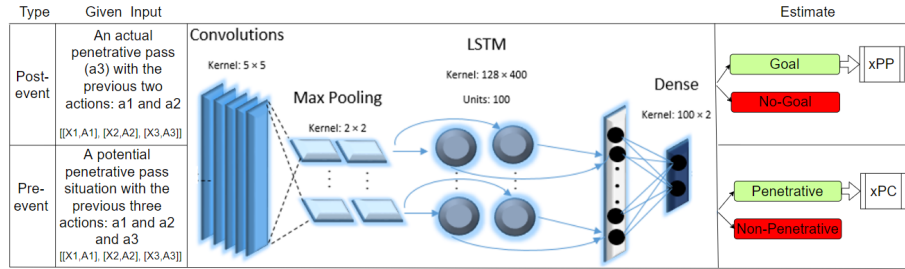 Type
Given Input
Estimate
Post-
event
An actual
penetrative pass
(a3) with the
previous two
actions: a1 and a2
[[X1,A1], [X2,A2], [X3,A3]]
Pre-
event
A potential
penetrative pass
situation with the
previous three
actions: a1 and a2
and a3
[[X1,A1], [X2,A2], [X3,A3]]
Convolutions
Kernel: 5 × 5
Max Pooling
Kernel: 2 × 2
LSTM
Kernel: 128 × 400
Units: 100
Dense
Kernel: 100 × 2
Goal
xPP
No-Goal
Penetrative
xPC
Non-Penetrative